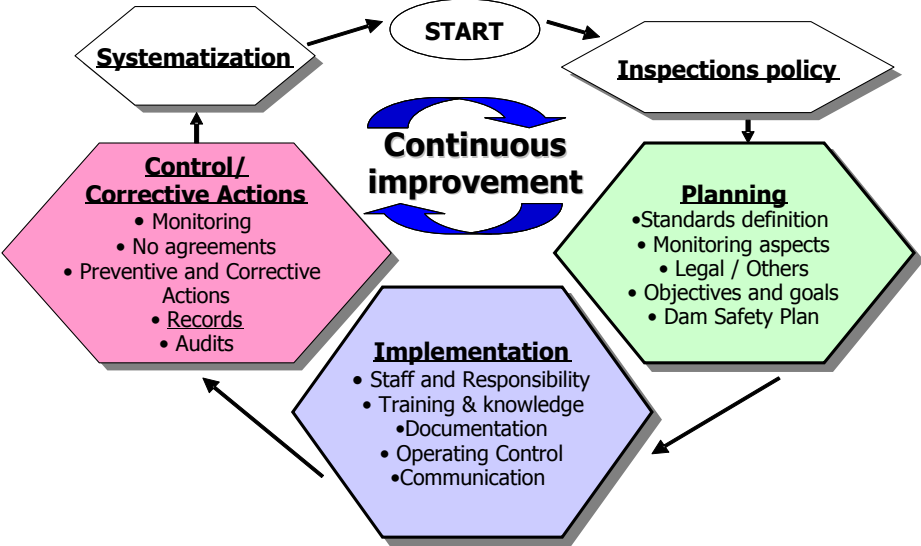 START
Systematization
Inspections policy
Continuous
improvement
Control/
Corrective Actions
• Monitoring
• No agreements
• Preventive and Corrective
Actions
• Records
• Audits
Planning
•Standards definition
• Monitoring aspects
• Legal / Others
• Objectives and goals
• Dam Safety Plan
Implementation
• Staff and Responsibility
• Training & knowledge
•Documentation
• Operating Control
•Communication